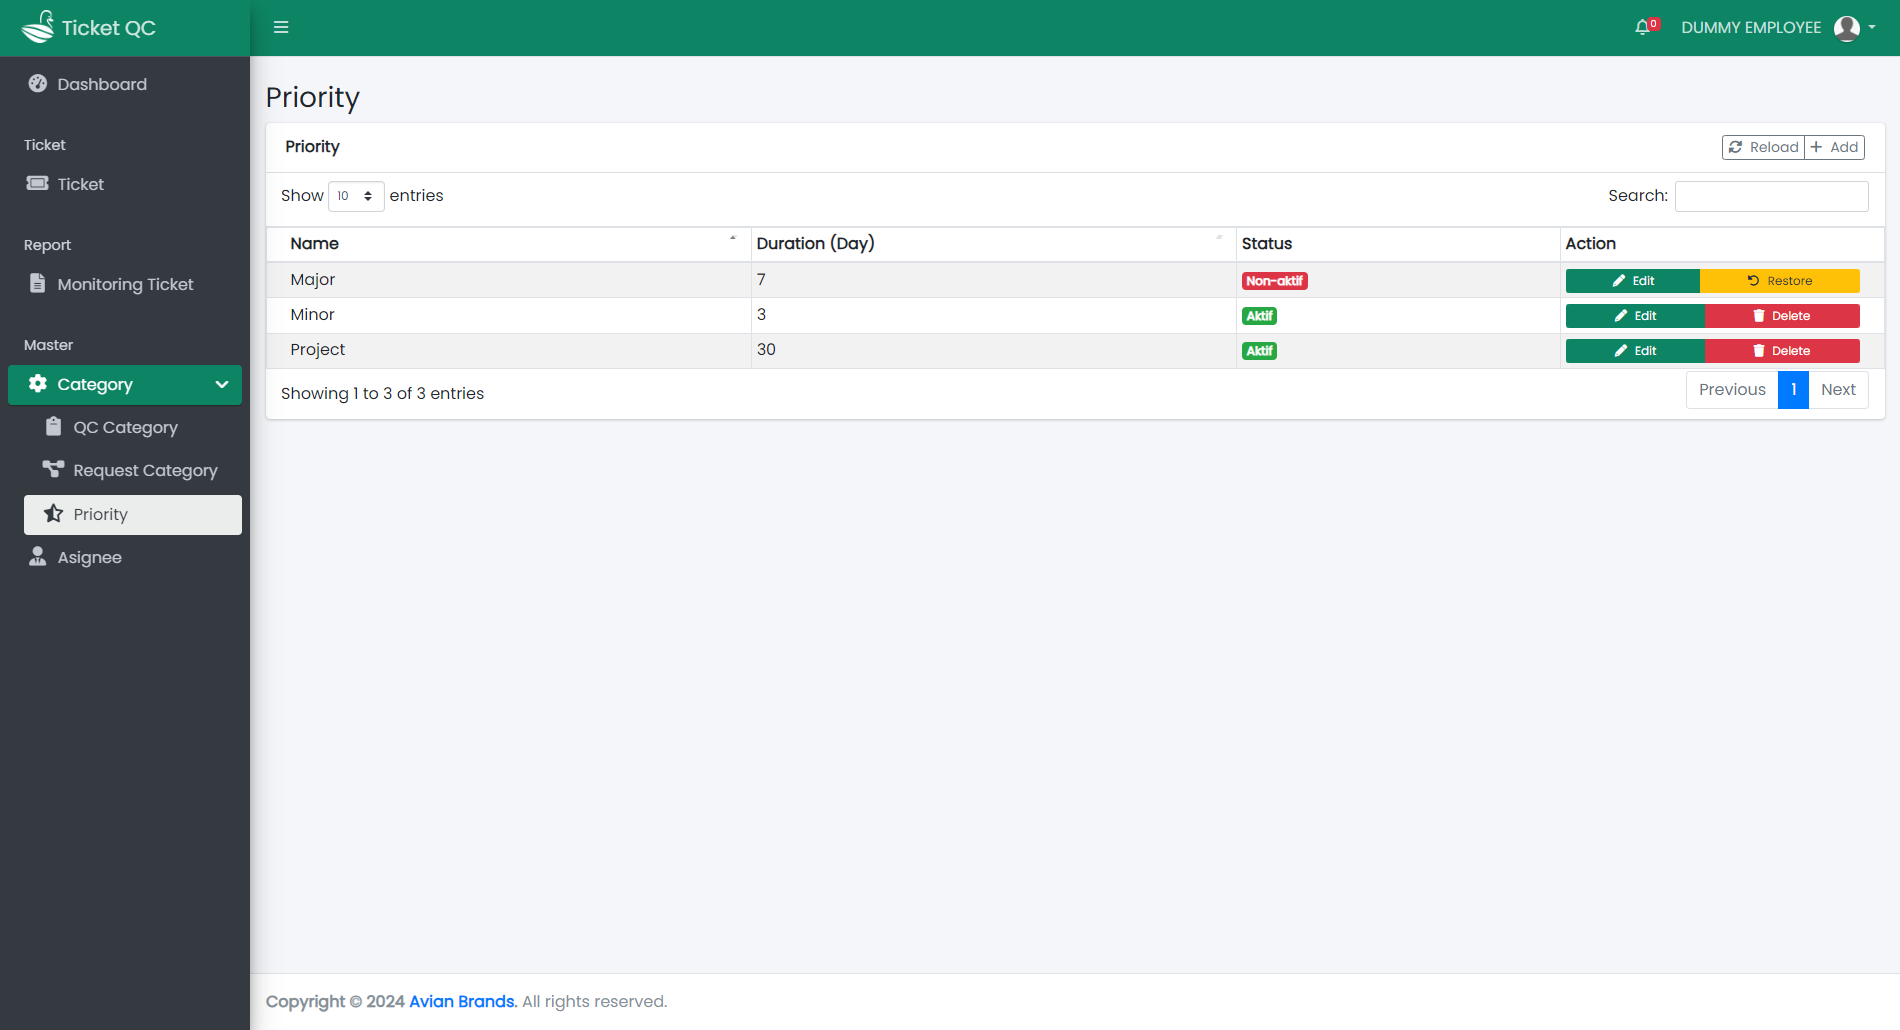 Ticket QC
0
DUMMY EMPLOYEE
Dashboard
Ticket
Ticket
Report
Monitoring Ticket
Master
Category
QC Category
Request Category
Priority
Asignee
Priority
Priority
Reload
Add
Show 10 entries
Search:
Name Duration (Day) Status Action
Major 7 Non-aktif Edit Restore
Minor 3 Aktif Edit Delete
Project 30 Aktif Edit Delete
Showing 1 to 3 of 3 entries
Previous 1 Next
Copyright © 2024 Avian Brands. All rights reserved.